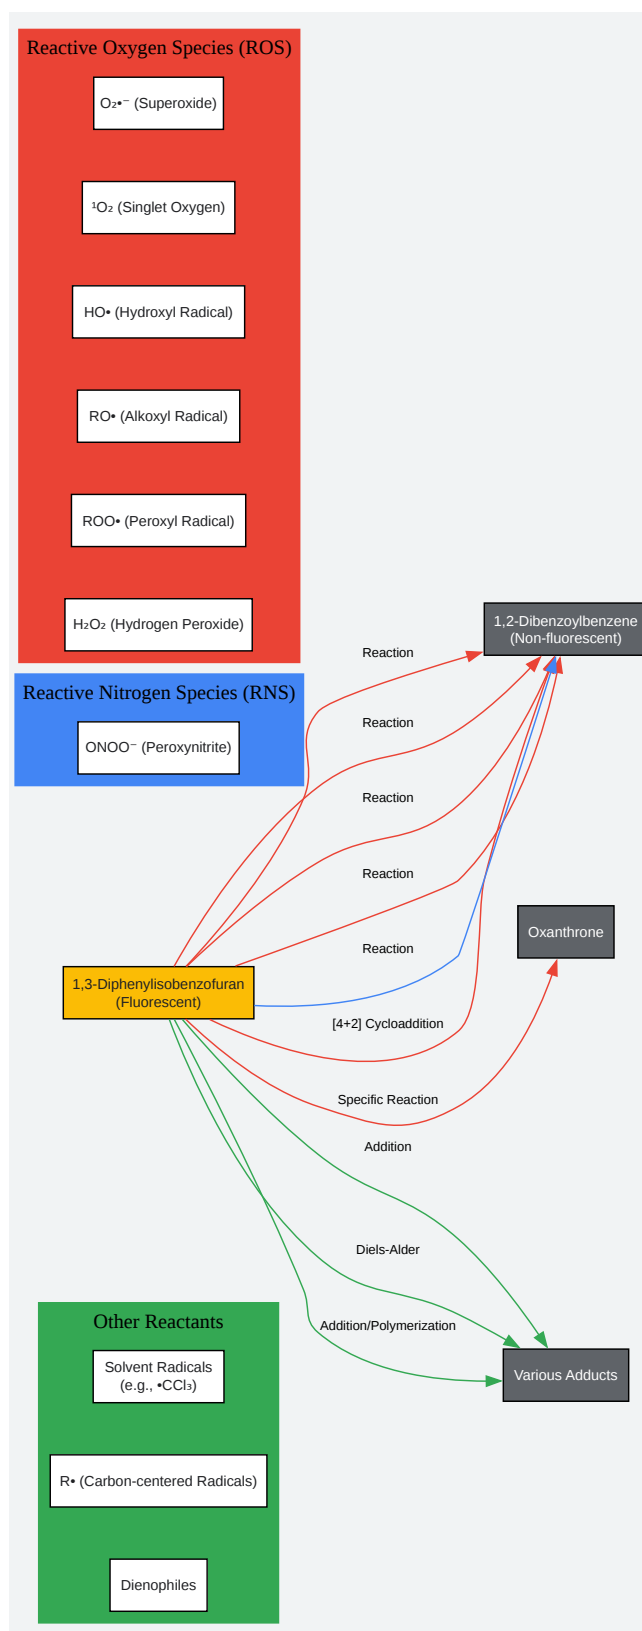 Reactive Oxygen Species (ROS)
O₂•⁻ (Superoxide)
¹O₂ (Singlet Oxygen)
HO• (Hydroxyl Radical)
RO• (Alkoxyl Radical)
ROO• (Peroxyl Radical)
H₂O₂ (Hydrogen Peroxide)
1,2-Dibenzoylbenzene
(Non-fluorescent)
Reaction
Reactive Nitrogen Species (RNS)
Reaction
ONOO⁻ (Peroxynitrite)
Reaction
Reaction
Oxanthrone
Reaction
1,3-Diphenylisobenzofuran
(Fluorescent)
[4+2] Cycloaddition
Specific Reaction
Addition
Diels-Alder
Other Reactants
Addition/Polymerization
Solvent Radicals
(e.g., •CCl₃)
Various Adducts
R• (Carbon-centered Radicals)
Dienophiles